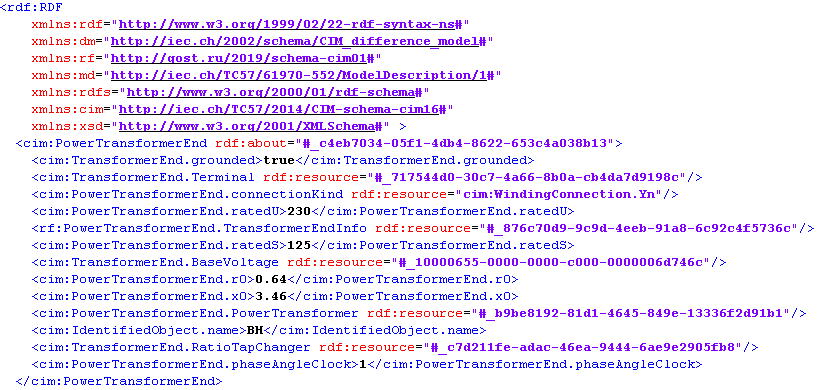 <rdf:RDF
xmlns:rdf="http://www.w3.org/1999/02/22-rdf-syntax-ns#"
xmlns:dm="http://iec.ch/2002/schema/CIM_difference_model#"
xmlns:rf="http://gost.ru/2019/schema-cim01#"
xmlns:md="http://iec.ch/TC57/61970-552/ModelDescription/1#"
xmlns:rdfs="http://www.w3.org/2000/01/rdf-schema#"
xmlns:cim="http://iec.ch/TC57/2014/CIM-schema-cim16#"
xmlns:xsd="http://www.w3.org/2001/XMLSchema#" >
<cim:PowerTransformerEnd rdf:about="#_c4eb7034-05f1-4db4-8622-653c4a038b13">
<cim:TransformerEnd.grounded>true</cim:TransformerEnd.grounded>
<cim:TransformerEnd.Terminal rdf:resource="#_717544d0-30c7-4a66-8b0a-cb4da7d9198c"/>
<cim:PowerTransformerEnd.connectionKind rdf:resource="cim:WindingConnection.Yn"/>
<cim:PowerTransformerEnd.ratedU>230</cim:PowerTransformerEnd.ratedU>
<rf:PowerTransformerEnd.TransformerEndInfo rdf:resource="#_876c70d9-9c9d-4eeb-91a8-6c92c4f5736c"/>
<cim:PowerTransformerEnd.ratedS>125</cim:PowerTransformerEnd.ratedS>
<cim:TransformerEnd.BaseVoltage rdf:resource="#_10000655-0000-0000-c000-0000006d746c"/>
<cim:PowerTransformerEnd.r0>0.64</cim:PowerTransformerEnd.r0>
<cim:PowerTransformerEnd.x0>3.46</cim:PowerTransformerEnd.x0>
<cim:PowerTransformerEnd.PowerTransformer rdf:resource="#_b9be8192-81d1-4645-849e-13336f2d91b1"/>
<cim:IdentifiedObject.name>ВН</cim:IdentifiedObject.name>
<cim:TransformerEnd.RatioTapChanger rdf:resource="#_c7d211fe-adac-46ea-9444-6ae9e2905fb8"/>
<cim:PowerTransformerEnd.phaseAngleClock>1</cim:PowerTransformerEnd.phaseAngleClock>
</cim:PowerTransformerEnd>